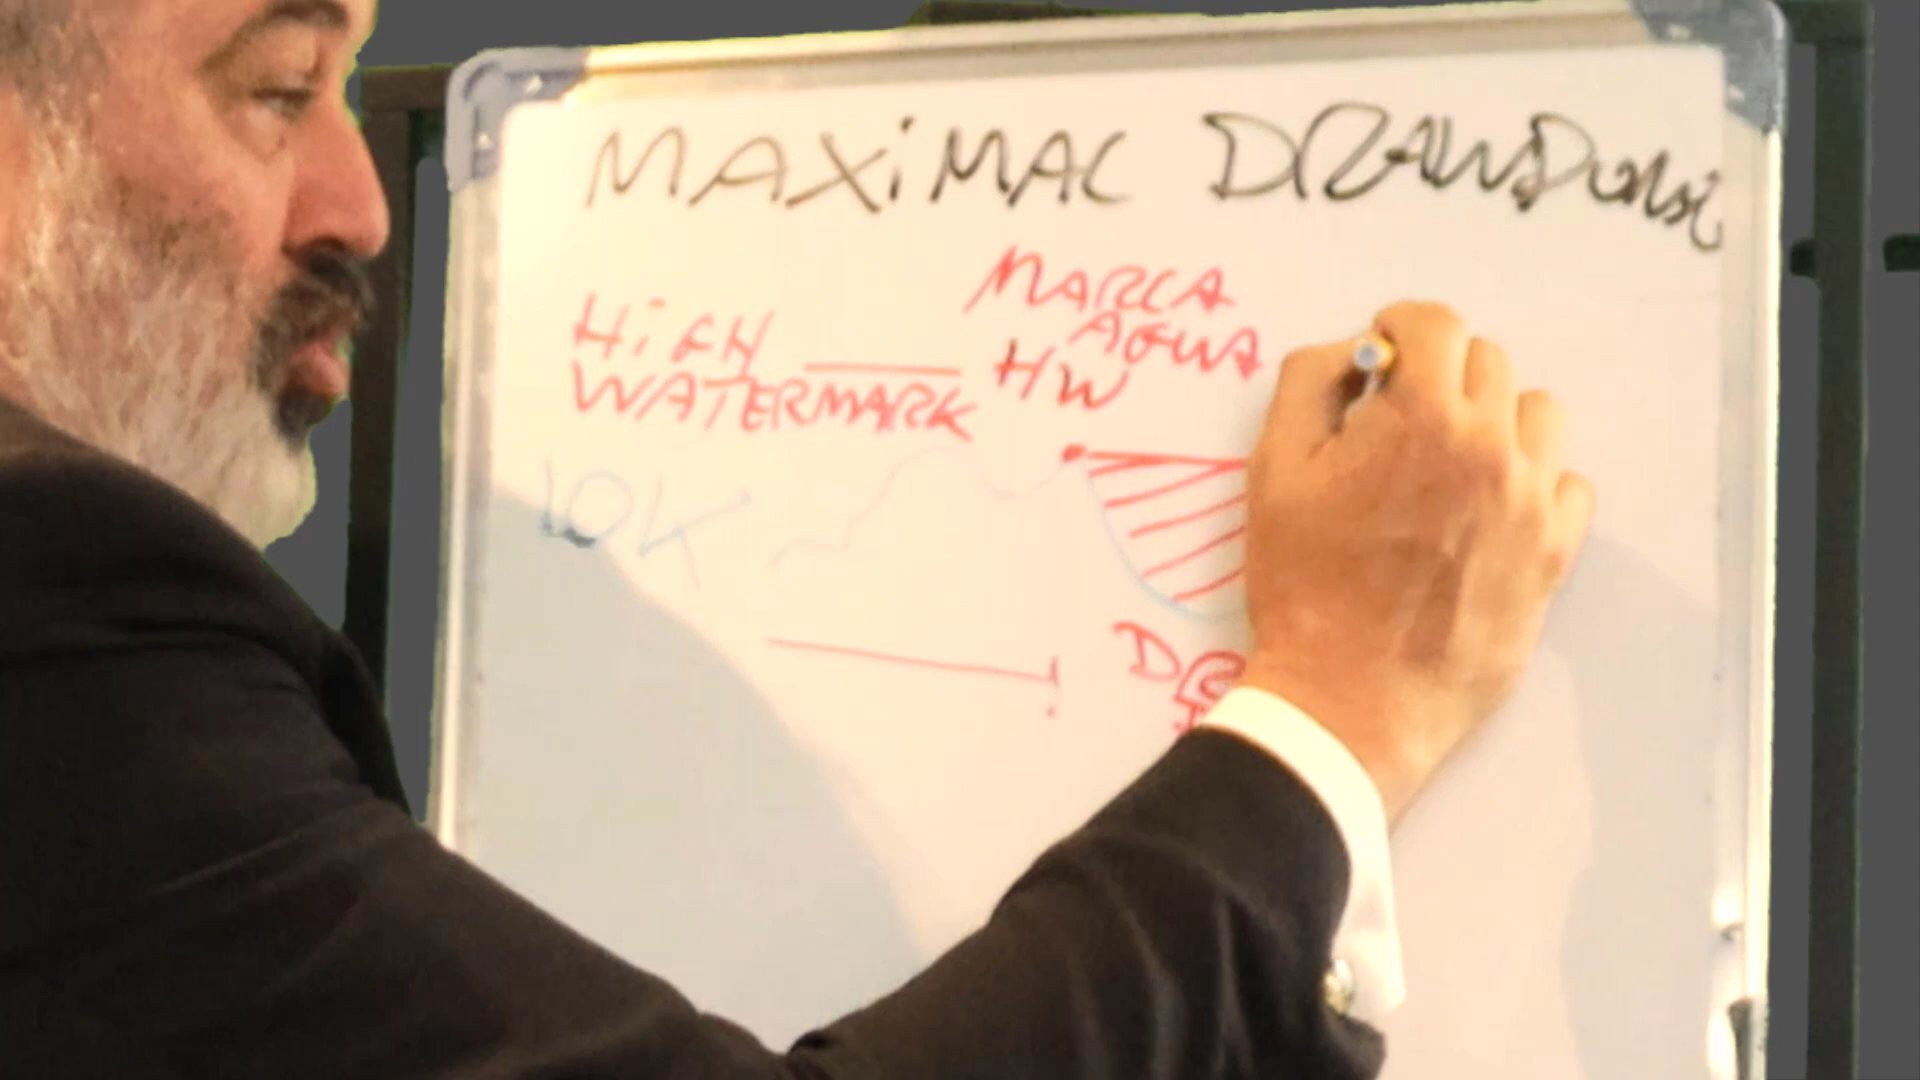 MAXiMAL DRAWDOWN
MARCA
AGUA
HiGH
WATERMARK
HW
10K